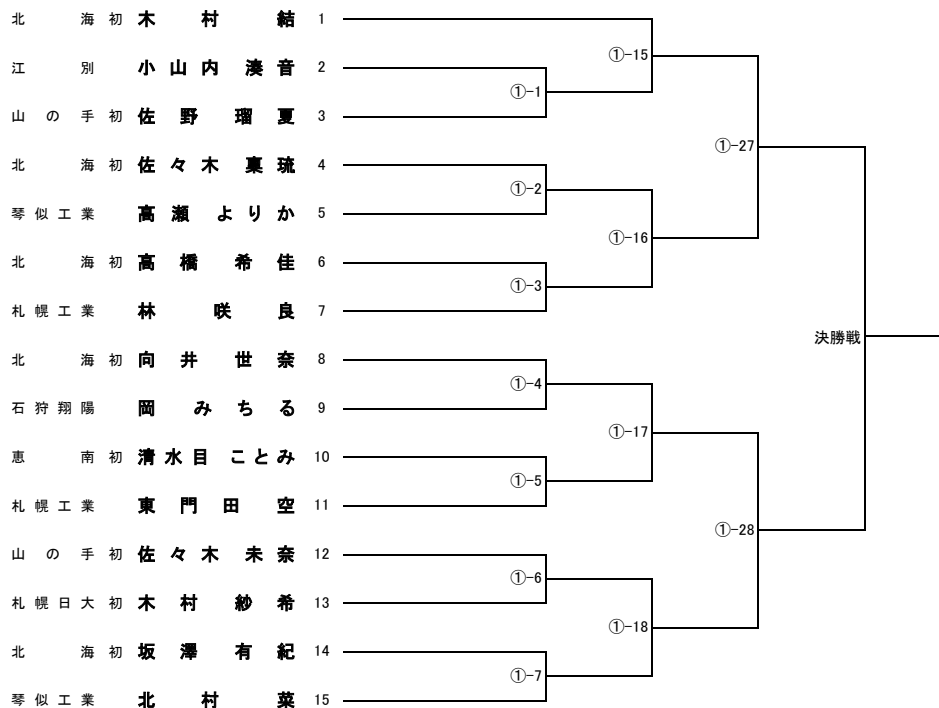 北海 初 木村 結 1
①-15
江別 小山内 湊音 2
①-1
山の手 初 佐野 瑠夏 3
①-27
北海 初 佐々木 稟琉 4
①-2
琴似工業 高瀬 よりか 5
①-16
北海 初 高橋 希佳 6
①-3
札幌工業 林 咲良 7
決勝戦
北海 初 向井 世奈 8
①-4
石狩翔陽 岡 みちる 9
①-17
恵南 初 清水目 ことみ 10
①-5
札幌工業 東門田 空 11
①-28
山の手 初 佐々木 未奈 12
①-6
札幌日大 初 木村 紗希 13
①-18
北海 初 坂澤 有紀 14
①-7
琴似工業 北村 菜 15